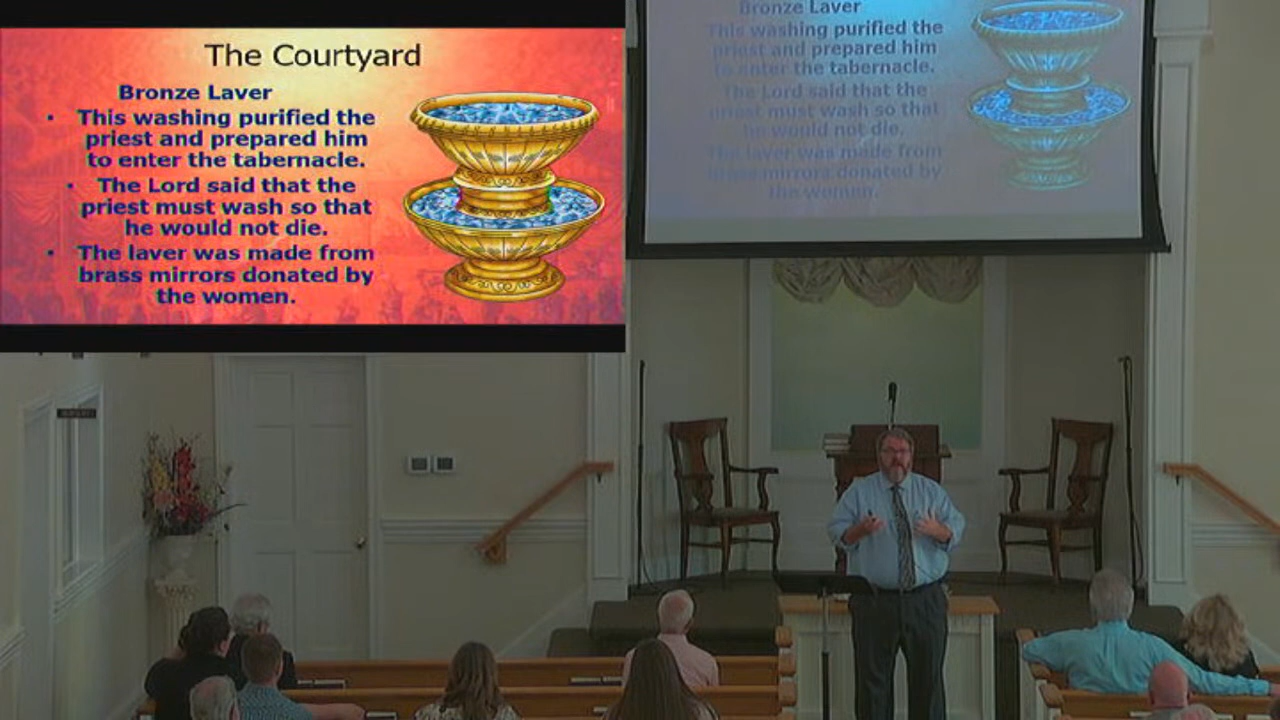 The Courtyard
Bronze Laver
• This washing purified the
priest and prepared him
to enter the tabernacle.
• The Lord said that the
priest must wash so that
he would not die.
• The laver was made from
brass mirrors donated by
the women.
Bronze Laver
This washing purified the
priest and prepared him
to enter the tabernacle.
The Lord said that the
priest must wash so that
he would not die.
The laver was made from
brass mirrors donated by
the women.